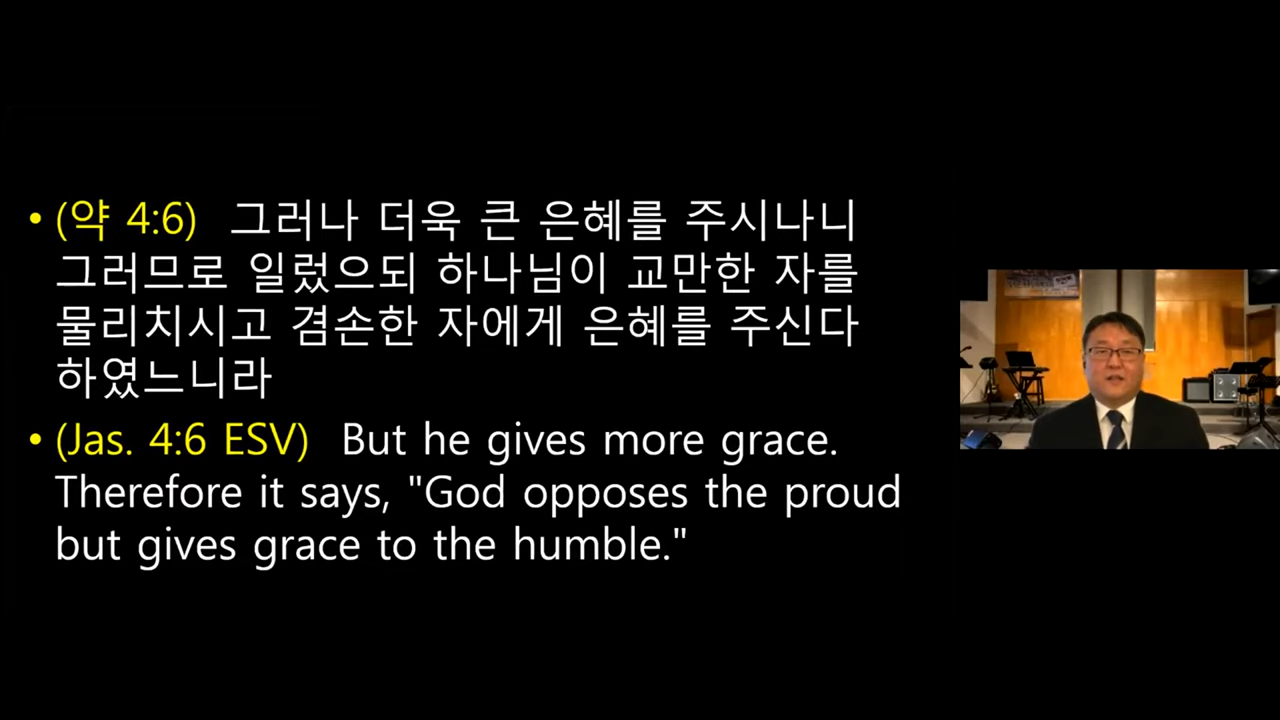 • (약 4:6) 그러나 더욱 큰 은혜를 주시나니
그러므로 일렀으되 하나님이 교만한 자를
물리치시고 겸손한 자에게 은혜를 주신다
하였느니라
• (Jas. 4:6 ESV) But he gives more grace.
Therefore it says, "God opposes the proud
but gives grace to the humble."